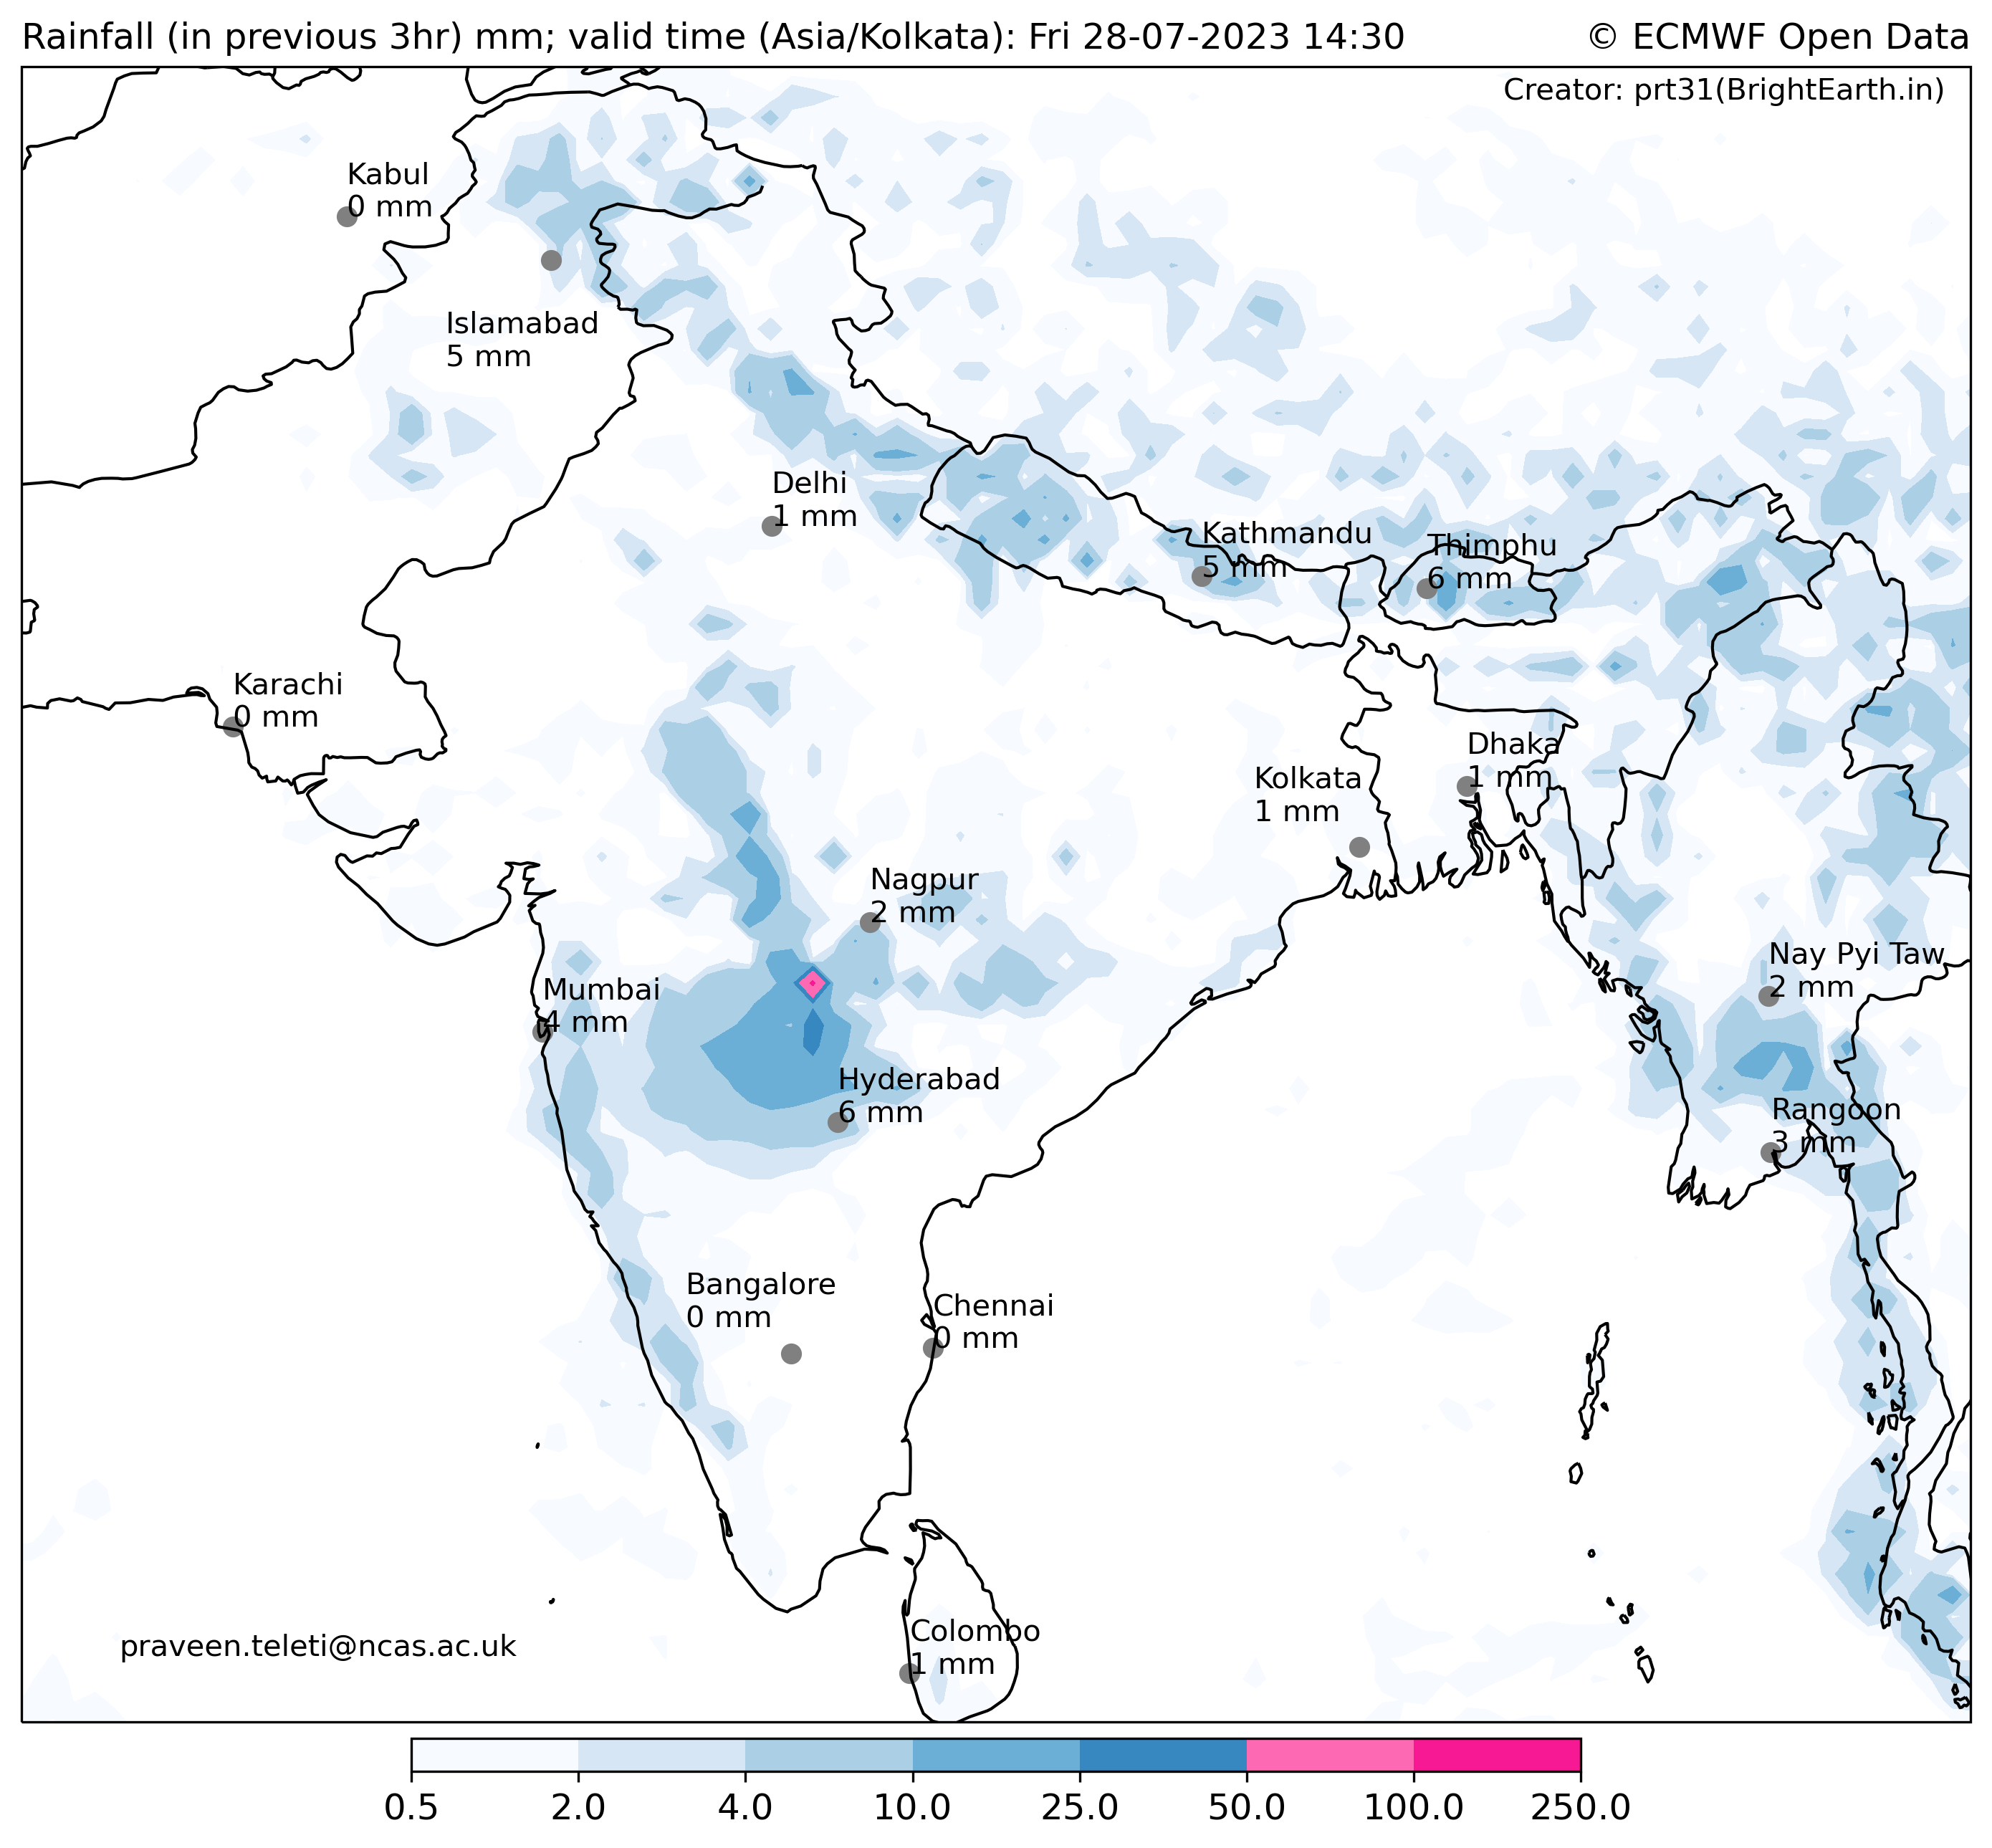 Rainfall (in previous 3hr) mm; valid time (Asia/Kolkata): Fri 28-07-2023 14:30
© ECMWF Open Data
Creator: prt31(BrightEarth.in)
Kabul
0 mm
Islamabad
5 mm
Delhi
1 mm
Kathmandu
5 mm
Thimphu
6 mm
Karachi
0 mm
Dhaka
1 mm
Kolkata
1 mm
Nagpur
2 mm
Nay Pyi Taw
2 mm
Mumbai
4 mm
Hyderabad
6 mm
Rangoon
3 mm
Bangalore
0 mm
Chennai
0 mm
Colombo
1 mm
praveen.teleti@ncas.ac.uk
0.5 2.0 4.0 10.0 25.0 50.0 100.0 250.0